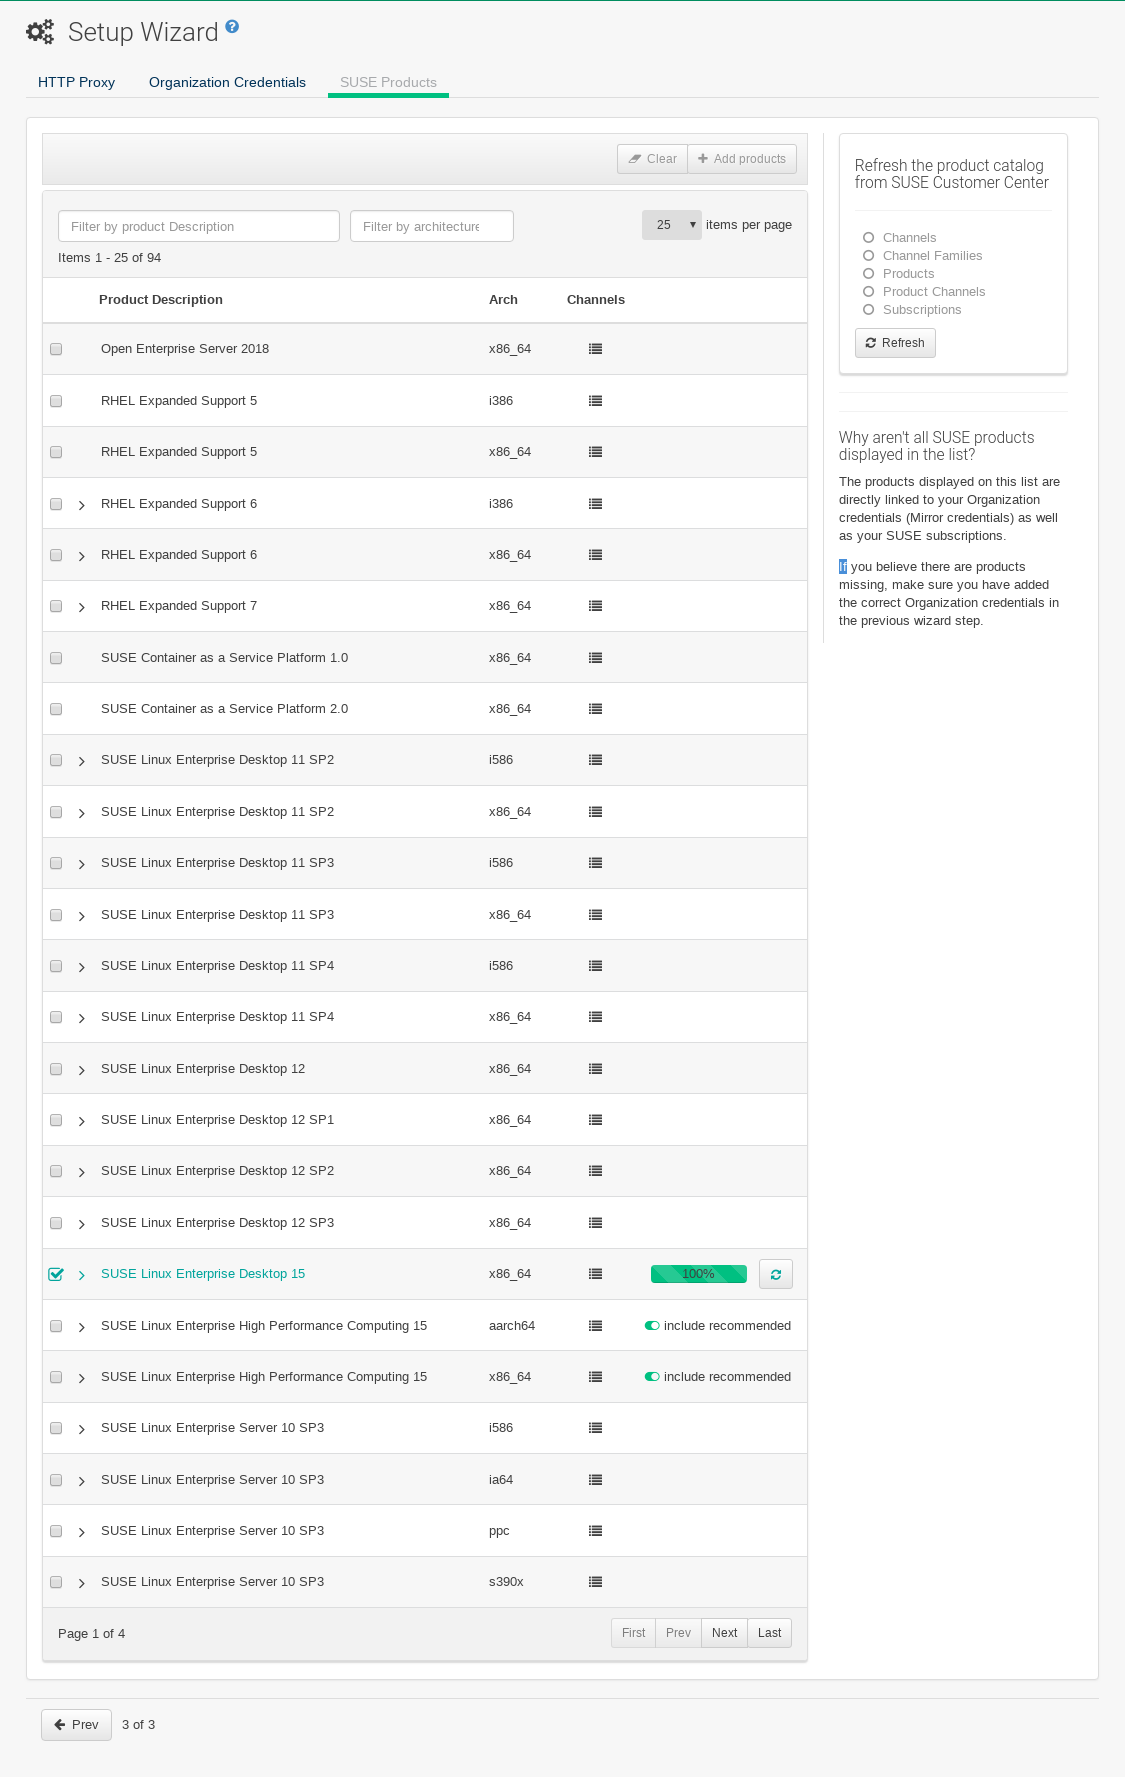 Setup Wizard
HTTP Proxy Organization Credentials SUSE Products
Clear Add products
Filter by product Description Filter by architecture 25 items per page
Items 1 - 25 of 94
Product Description Arch Channels
Open Enterprise Server 2018 x86_64
RHEL Expanded Support 5 i386
RHEL Expanded Support 5 x86_64
RHEL Expanded Support 6 i386
RHEL Expanded Support 6 x86_64
RHEL Expanded Support 7 x86_64
SUSE Container as a Service Platform 1.0 x86_64
SUSE Container as a Service Platform 2.0 x86_64
SUSE Linux Enterprise Desktop 11 SP2 i586
SUSE Linux Enterprise Desktop 11 SP2 x86_64
SUSE Linux Enterprise Desktop 11 SP3 i586
SUSE Linux Enterprise Desktop 11 SP3 x86_64
SUSE Linux Enterprise Desktop 11 SP4 i586
SUSE Linux Enterprise Desktop 11 SP4 x86_64
SUSE Linux Enterprise Desktop 12 x86_64
SUSE Linux Enterprise Desktop 12 SP1 x86_64
SUSE Linux Enterprise Desktop 12 SP2 x86_64
SUSE Linux Enterprise Desktop 12 SP3 x86_64
SUSE Linux Enterprise Desktop 15 x86_64 100%
SUSE Linux Enterprise High Performance Computing 15 aarch64 include recommended
SUSE Linux Enterprise High Performance Computing 15 x86_64 include recommended
SUSE Linux Enterprise Server 10 SP3 i586
SUSE Linux Enterprise Server 10 SP3 ia64
SUSE Linux Enterprise Server 10 SP3 ppc
SUSE Linux Enterprise Server 10 SP3 s390x
Page 1 of 4 First Prev Next Last
Refresh the product catalog
from SUSE Customer Center
Channels
Channel Families
Products
Product Channels
Subscriptions
Refresh
Why aren't all SUSE products
displayed in the list?
The products displayed on this list are
directly linked to your Organization
credentials (Mirror credentials) as well
as your SUSE subscriptions.
If you believe there are products
missing, make sure you have added
the correct Organization credentials in
the previous wizard step.
Prev 3 of 3